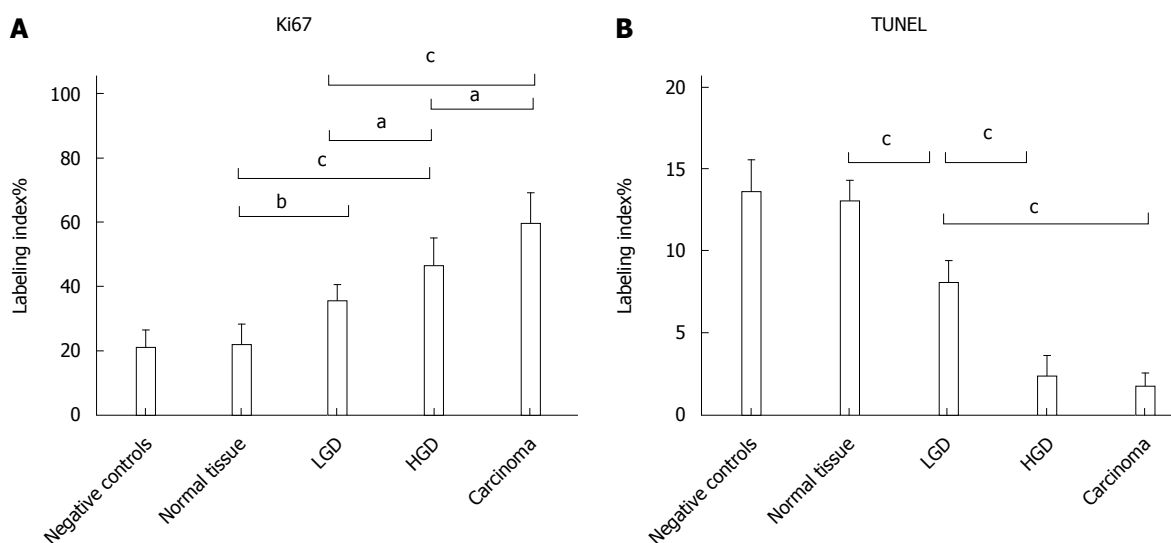 A
Ki67
Labeling index%
100
80
60
40
20
0
c
a
a
c
b
Negative controls
Normal tissue
LGD
HGD
Carcinoma
B
TUNEL
Labeling index%
20
15
10
5
0
c
c
c
Negative controls
Normal tissue
LGD
HGD
Carcinoma